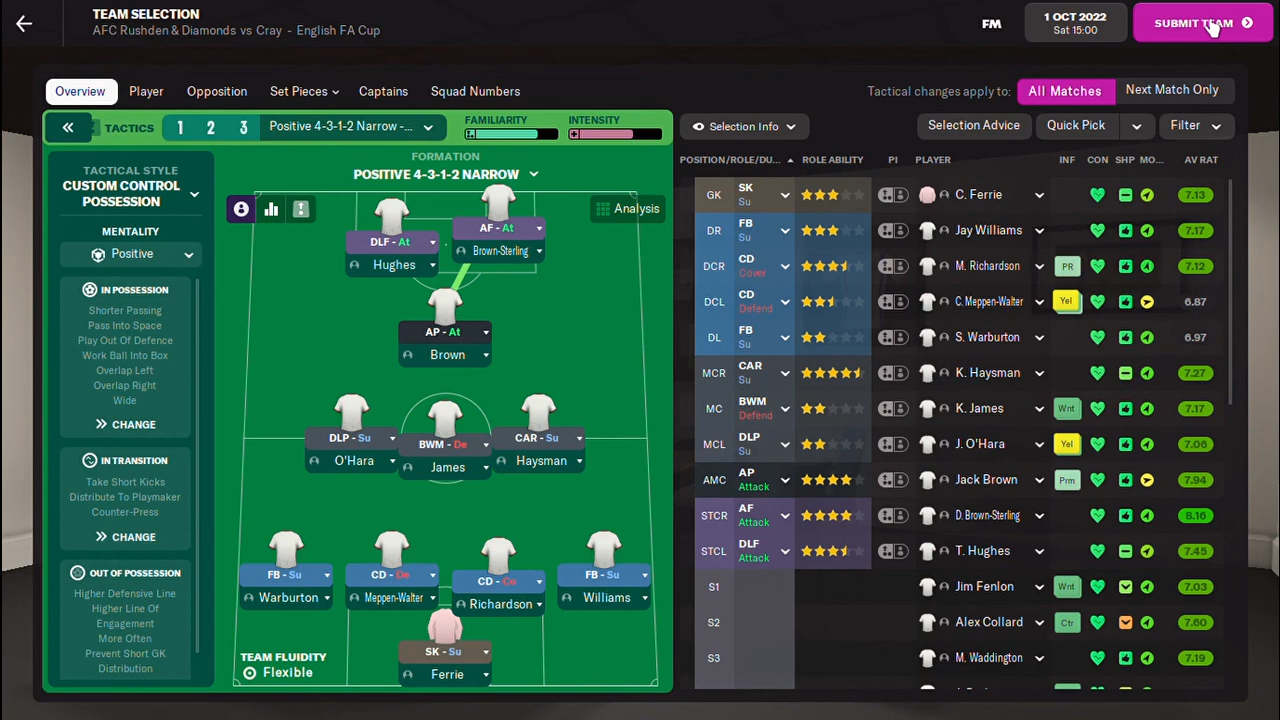 TEAM SELECTION
AFC Rushden & Diamonds vs Cray - English FA Cup
FM
1 OCT 2022
Sat 15:00
SUBMIT TEAM
Overview
Player
Opposition
Set Pieces
Captains
Squad Numbers
Tactical changes apply to:
All Matches
Next Match Only
TACTICS
1 2 3
Positive 4-3-1-2 Narrow -...
FAMILIARITY
INTENSITY
Selection Info
Selection Advice
Quick Pick
Filter
TACTICAL STYLE
CUSTOM CONTROL
POSSESSION
MENTALITY
Positive
IN POSSESSION
Shorter Passing
Pass Into Space
Play Out Of Defence
Work Ball Into Box
Overlap Left
Overlap Right
Wide
CHANGE
IN TRANSITION
Take Short Kicks
Distribute To Playmaker
Counter-Press
CHANGE
OUT OF POSSESSION
Higher Defensive Line
Higher Line Of
Engagement
More Often
Prevent Short GK
Distribution
FORMATION
POSITIVE 4-3-1-2 NARROW
Analysis
DLF - At
Hughes
AF - At
Brown-Sterling
AP - At
Brown
DLP - Su
O'Hara
BWM - De
James
CAR - Su
Haysman
FB - Su
Warburton
CD - De
Meppen-Walter
CD - Co
Richardson
FB - Su
Williams
SK - Su
Ferrie
TEAM FLUIDITY
Flexible
POSITION/ROLE/DU... ROLE ABILITY PI PLAYER INF CON SHP MO... AV RAT
GK SK Su C. Ferrie 7.13
DR FB Su Jay Williams 7.17
DCR CD Cover M. Richardson PR 7.12
DCL CD Defend C. Meppen-Walter Yel 6.87
DL FB Su S. Warburton 6.97
MCR CAR Su K. Haysman 7.27
MC BWM Defend K. James Wnt 7.17
MCL DLP Su J. O'Hara Yel 7.06
AMC AP Attack Jack Brown Prm 7.94
STCR AF Attack D. Brown-Sterling 8.16
STCL DLF Attack T. Hughes 7.45
S1 Jim Fenlon Wnt 7.03
S2 Alex Collard Ctr 7.60
S3 M. Waddington 7.19